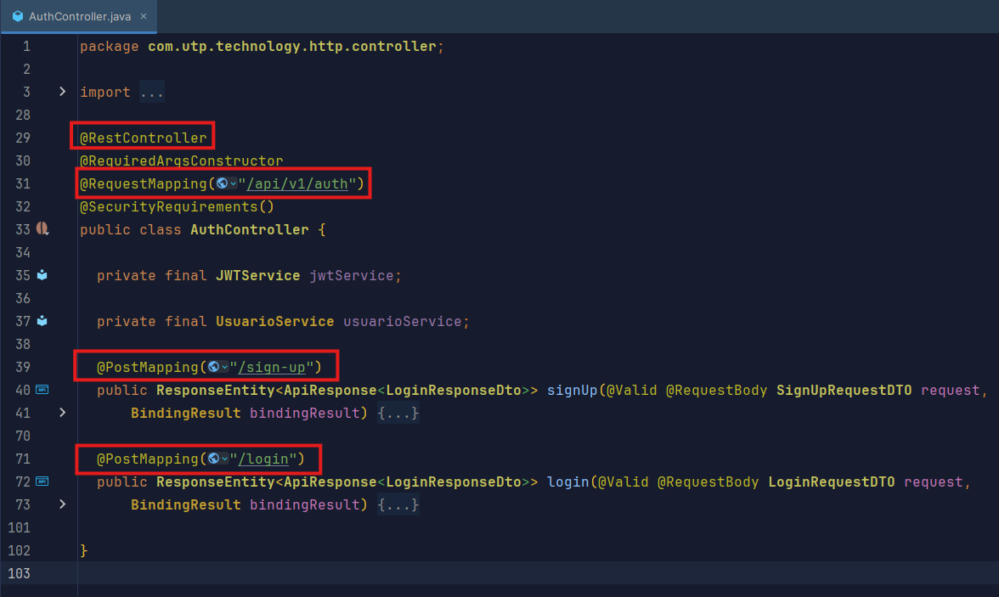 AuthController.java ×
1 package com.utp.technology.http.controller;
2
3 import ...
28
29 @RestController
30 @RequiredArgsConstructor
31 @RequestMapping("/api/v1/auth")
32 @SecurityRequirements()
33 public class AuthController {
34
35 private final JWTService jwtService;
36
37 private final UsuarioService usuarioService;
38
39 @PostMapping("/sign-up")
40 API public ResponseEntity<ApiResponse<LoginResponseDto>> signUp(@Valid @RequestBody SignUpRequestDTO request,
41 BindingResult bindingResult) {...}
70
71 @PostMapping("/login")
72 API public ResponseEntity<ApiResponse<LoginResponseDto>> login(@Valid @RequestBody LoginRequestDTO request,
73 BindingResult bindingResult) {...}
101
102 }
103